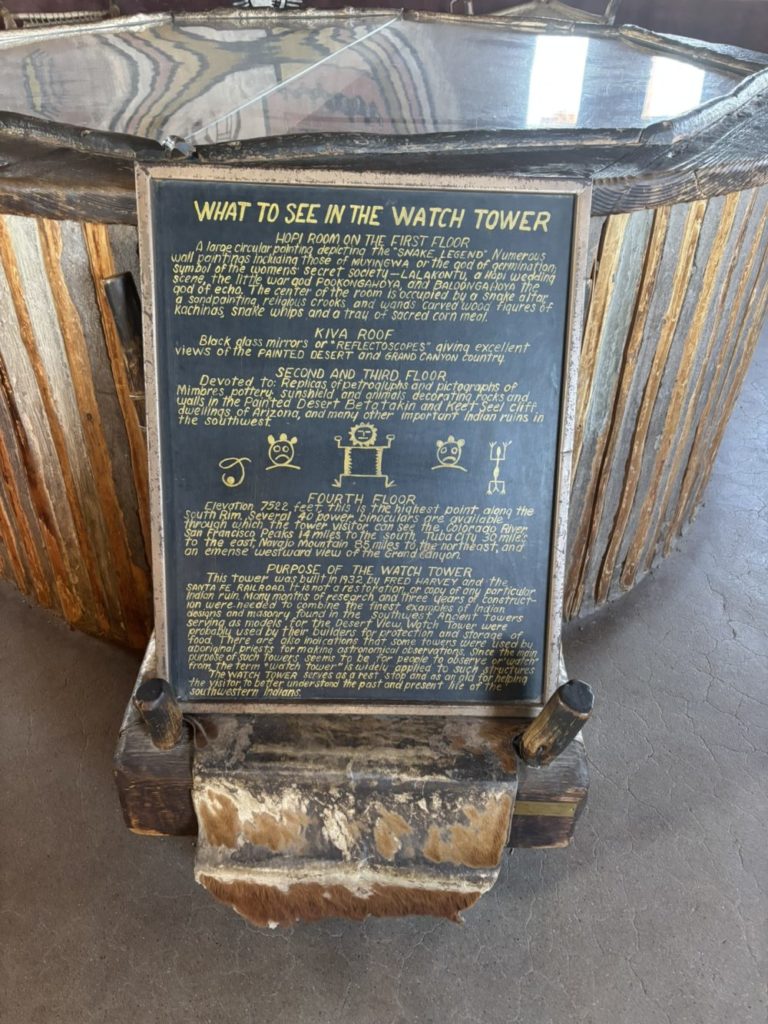 WHAT TO SEE IN THE WATCH TOWER
HOPI ROOM ON THE FIRST FLOOR
A large circular painting depicting the "SNAKE LEGEND". Numerous
wall paintings including those of MUIYINGWA or the god of germination;
symbol of the womens secret society-LALAKONTU, a Hopi wedding
scene, the little war god POOKONGAHOYA, and BALOONGAHOYA the
god of echo. The center of the room is occupied by a snake altar,
a sandpainting, religious crooks and wands carved wood figures of
Kachinas, snake whips and a tray of sacred corn meal.
KIVA ROOF
Black glass mirrors or "REFLECTOSCOPES" giving excellent
views of the PAINTED DESERT and GRAND CANYON country.
SECOND AND THIRD FLOOR
Devoted to: Replicas of petroglyphs and pictographs of
Mimbres pottery, sunshield, and animals decorating rocks and
walls in the Painted Desert Betatakin and Keet Seel cliff
dwellings of Arizona, and many other important Indian ruins in
the southwest.
FOURTH FLOOR
Elevation 7522 feet, this is the highest point along the
South Rim. Several 40 power binoculars are available
through which the tower visitor can see the Colorado River,
San Francisco Peaks 14 miles to the south, Tuba City 30 miles
to the east, Navajo Mountain 85 miles to the northeast, and
an emense westward view of the Grand Canyon.
PURPOSE OF THE WATCH TOWER
This tower was built in 1932 by FRED HARVEY and the
SANTA FE RAILROAD. It is not a restoration, or copy of any particular
Indian ruin. Many months of research and three years of construct-
ion were needed to combine the finest examples of Indian
designs and masonry found in the Southwest. Ancient towers
serving as models for the Desert View Watch Tower were
probably used by their builders for protection and storage of
food. There are also indications that some towers were used by
aboriginal priests for making astronomical observations. Since the main
purpose of such towers seems to be for people to observe or "watch"
from, the term "watch tower" is widely applied to such structures
The WATCH TOWER serves as a rest stop and as an aid for helping
the visitor to better understand the past and present life of the
southwestern Indians.